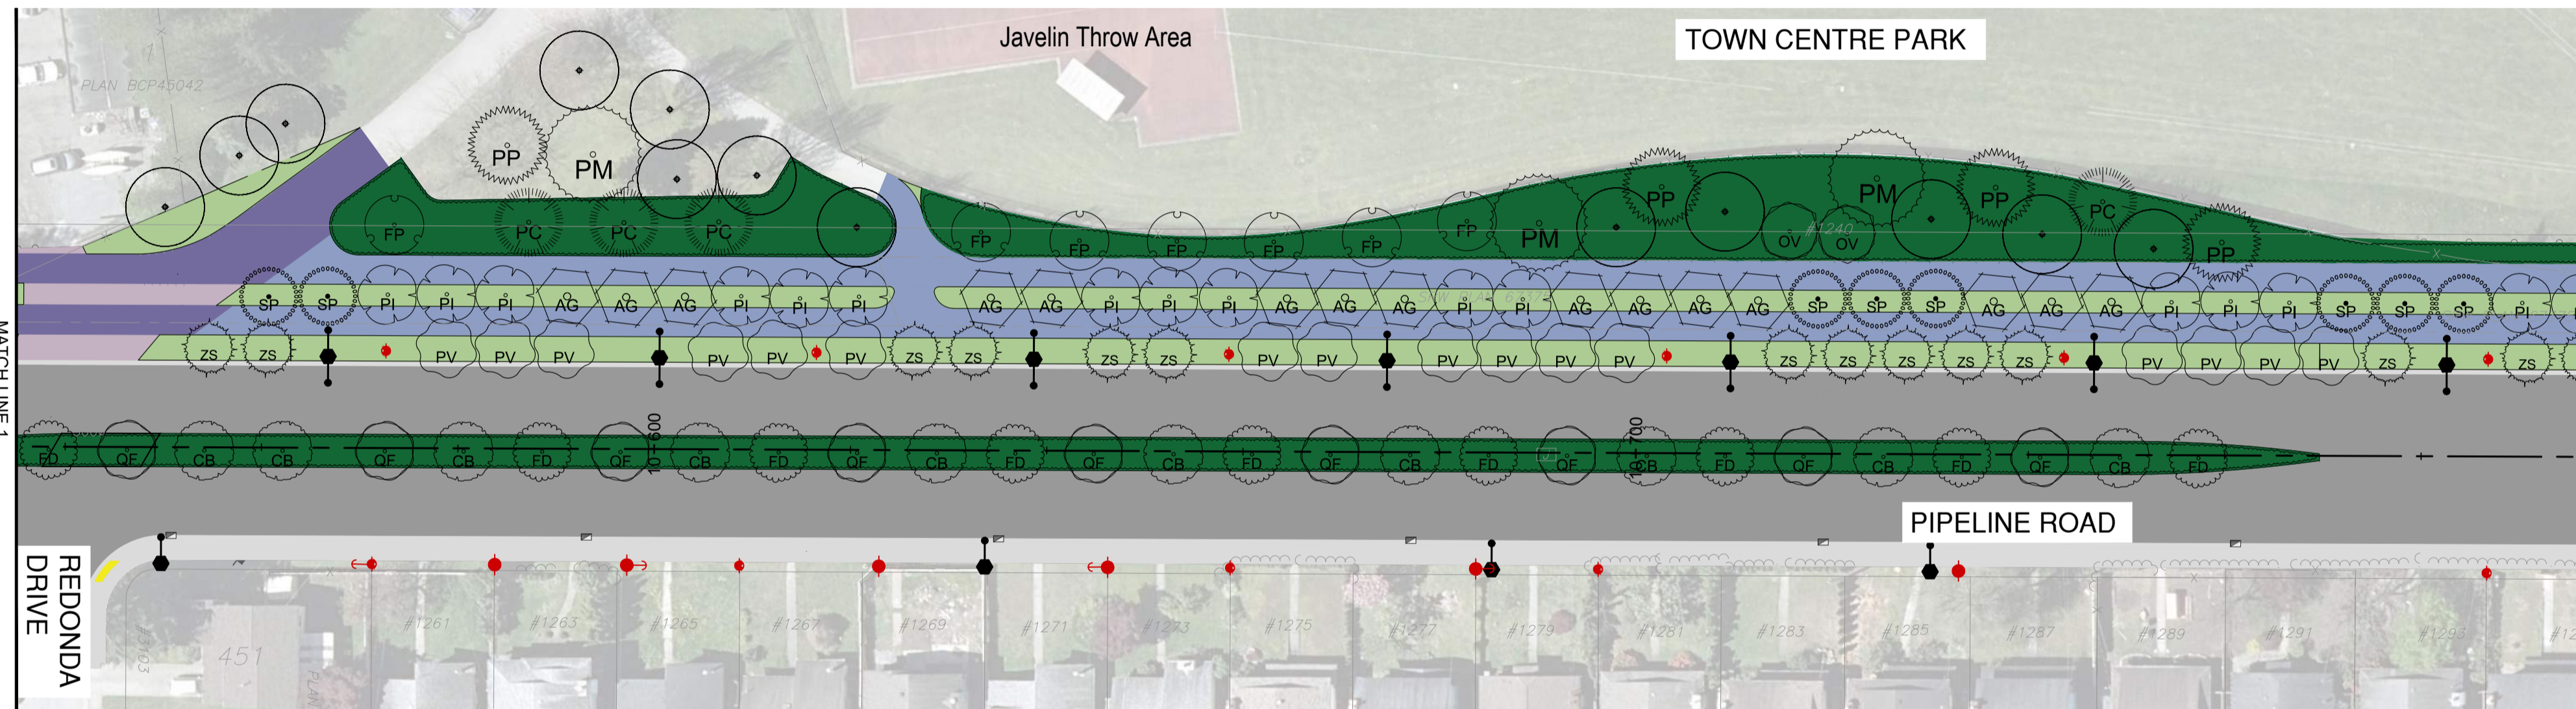 Javelin Throw Area
TOWN CENTRE PARK
PLAN BCP45042
PP
PM
PP
PM
PP
PC
FP
PC
PC
PC
FP
FP
FP
FP
FP
FP
PM
OV
OV
#1240
PP
SP SP PI PI PI AG AG AG PI PI PI AG AG PI PI PI AG AG AG PI PI AG AG AG AG SP SP SP AG AG AG PI PI PI SP SP SP PI
ZS ZS PV PV PV PV PV PV ZS ZS ZS ZS PV PV PV PV PV PV ZS ZS ZS ZS ZS PV PV PV PV ZS ZS
MATCH LINE 1
10+600
10+700
FD QF CB CB QF CB FD QF CB FD QF CB FD QF CB FD QF CB FD QF CB FD QF CB FD QF CB FD
PIPELINE ROAD
REDONDA
DRIVE
#3103
451
PLAN
#1261
#1263
#1265
#1267
#1269
#1271
#1273
#1275
#1277
#1279
#1281
#1283
#1285
#1287
#1289
#1291
#1293